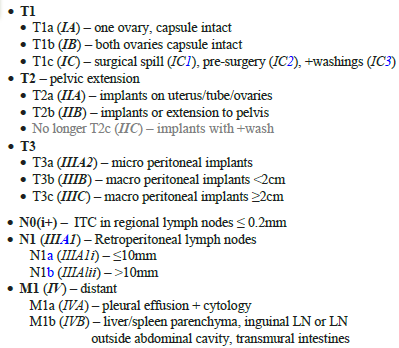 • T1
• T1a (IA) – one ovary, capsule intact
• T1b (IB) – both ovaries capsule intact
• T1c (IC) – surgical spill (IC1), pre-surgery (IC2), +washings (IC3)
• T2 – pelvic extension
• T2a (IIA) – implants on uterus/tube/ovaries
• T2b (IIB) – implants or extension to pelvis
• No longer T2c (IIC) – implants with +wash
• T3
• T3a (IIIA2) – micro peritoneal implants
• T3b (IIIB) – macro peritoneal implants <2cm
• T3c (IIIC) – macro peritoneal implants ≥2cm
• N0(i+) – ITC in regional lymph nodes ≤ 0.2mm
• N1 (IIIA1) – Retroperitoneal lymph nodes
N1a (IIIA1i) – ≤10mm
N1b (IIIAlii) – >10mm
• M1 (IV) – distant
M1a (IVA) – pleural effusion + cytology
M1b (IVB) – liver/spleen parenchyma, inguinal LN or LN
outside abdominal cavity, transmural intestines